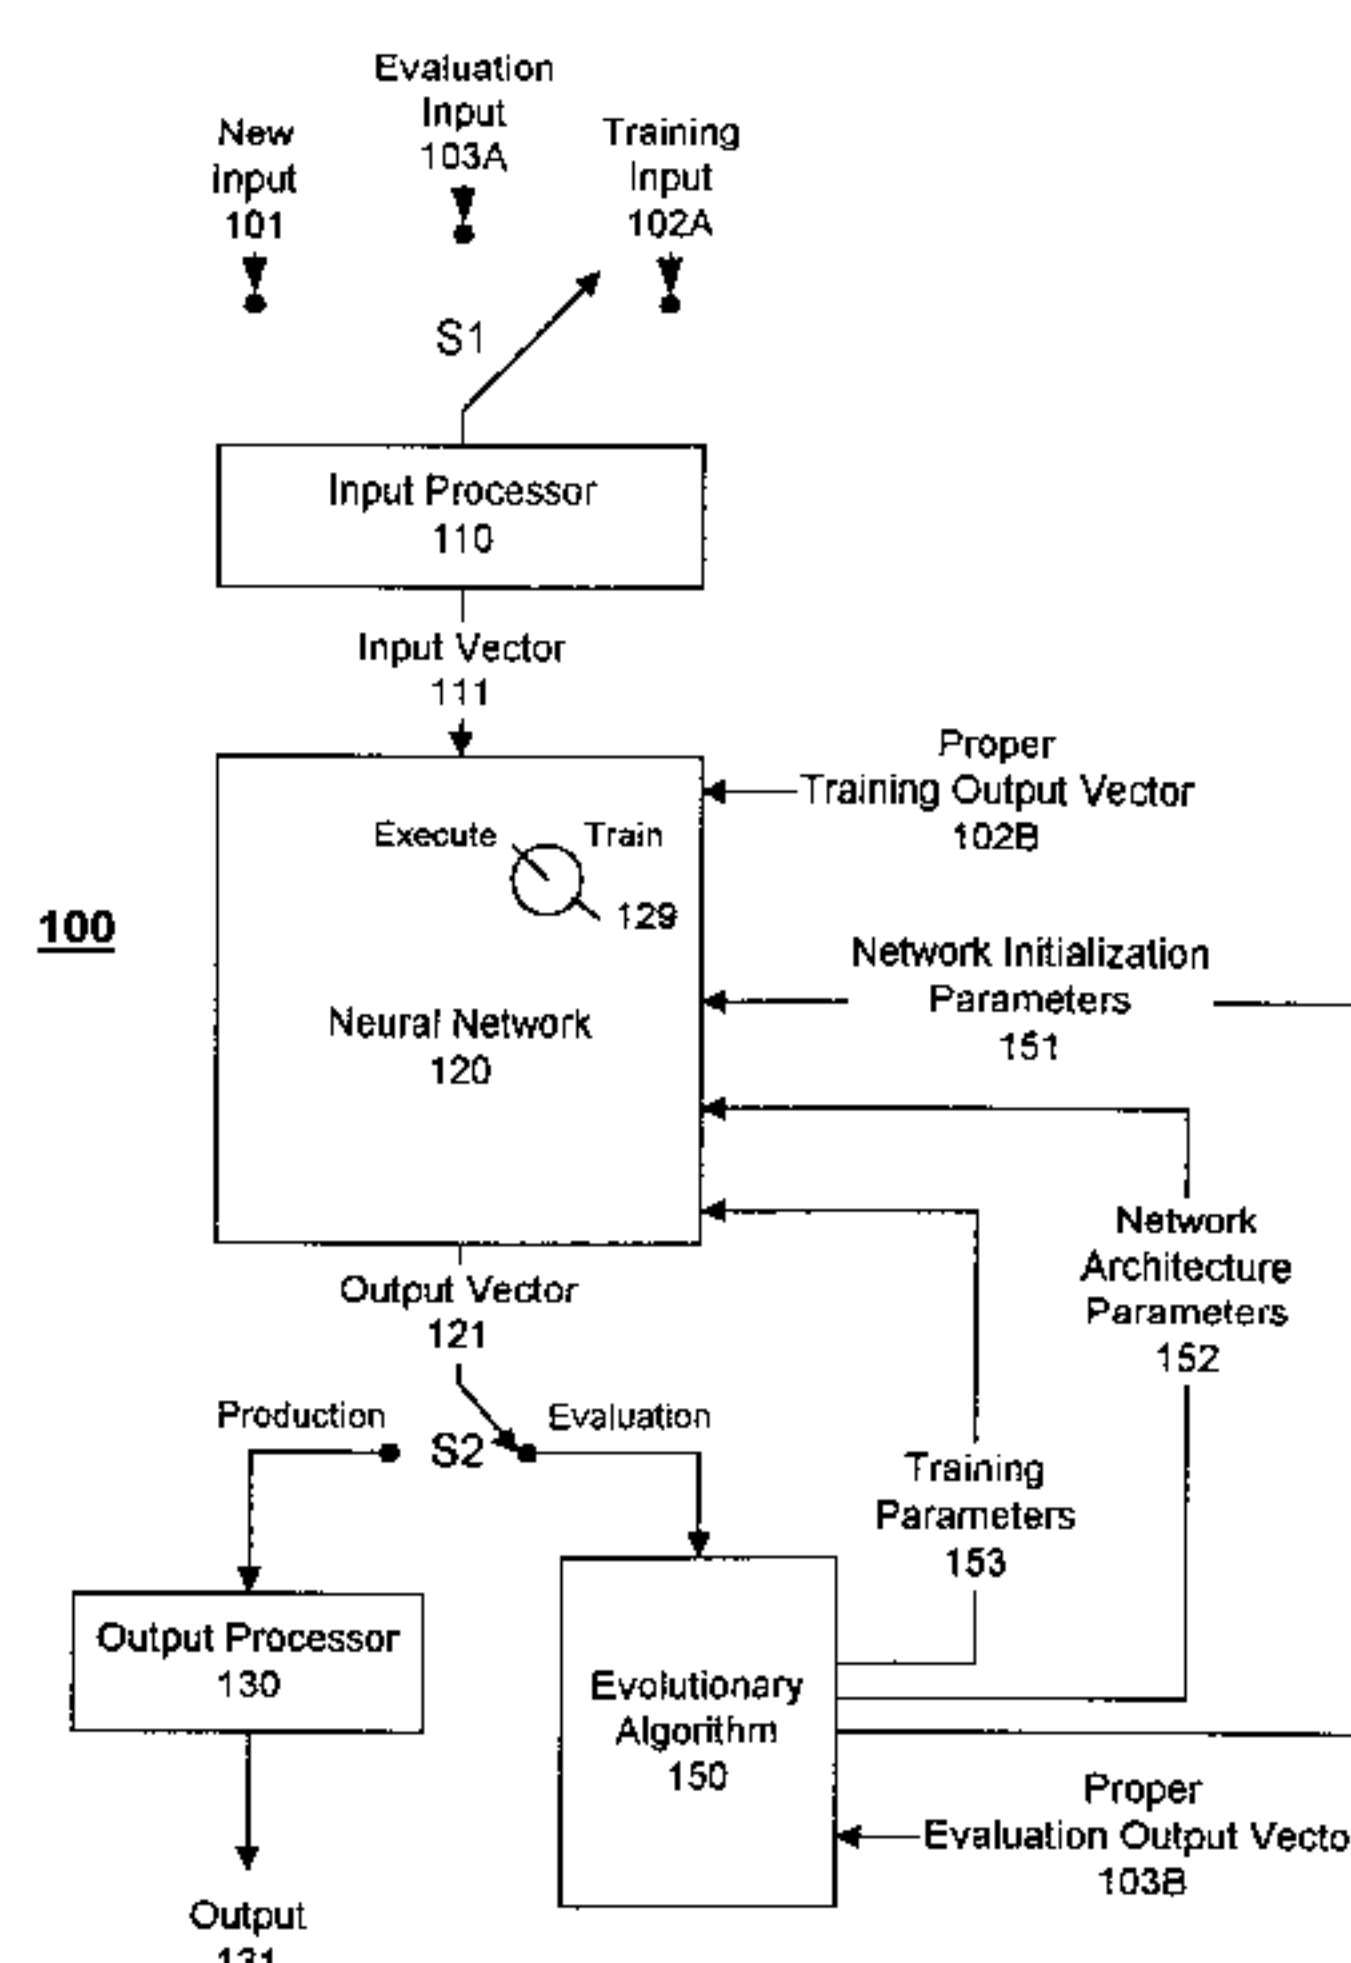 Evaluation
Input
103A
New
input
101
Training
Input
102A
S1
Input Processor
110
Input Vector
111
Proper
Training Output Vector
102B
Execute
Train
129
100
Network Initialization
Parameters
151
Neural Network
120
Network
Architecture
Parameters
152
Output Vector
121
Production
S2
Evaluation
Training
Parameters
153
Output Processor
130
Evolutionary
Algorithm
150
Proper
Evaluation Output Vecto
103B
Output
131